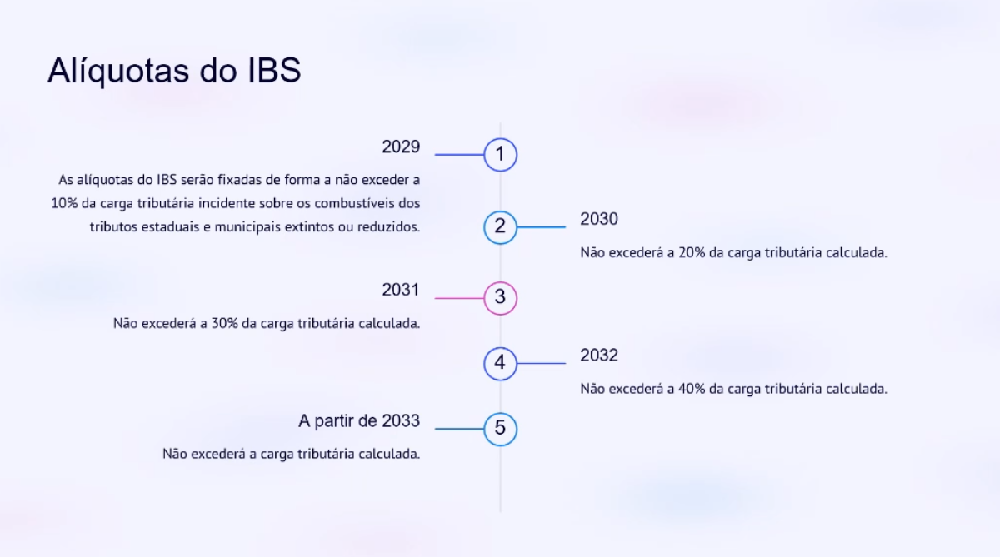 Alíquotas do IBS
2029
1
As alíquotas do IBS serão fixadas de forma a não exceder a
10% da carga tributária incidente sobre os combustíveis dos
tributos estaduais e municipais extintos ou reduzidos.
2
2030
Não excederá a 20% da carga tributária calculada.
2031
3
Não excederá a 30% da carga tributária calculada.
4
2032
Não excederá a 40% da carga tributária calculada.
A partir de 2033
5
Não excederá a carga tributária calculada.